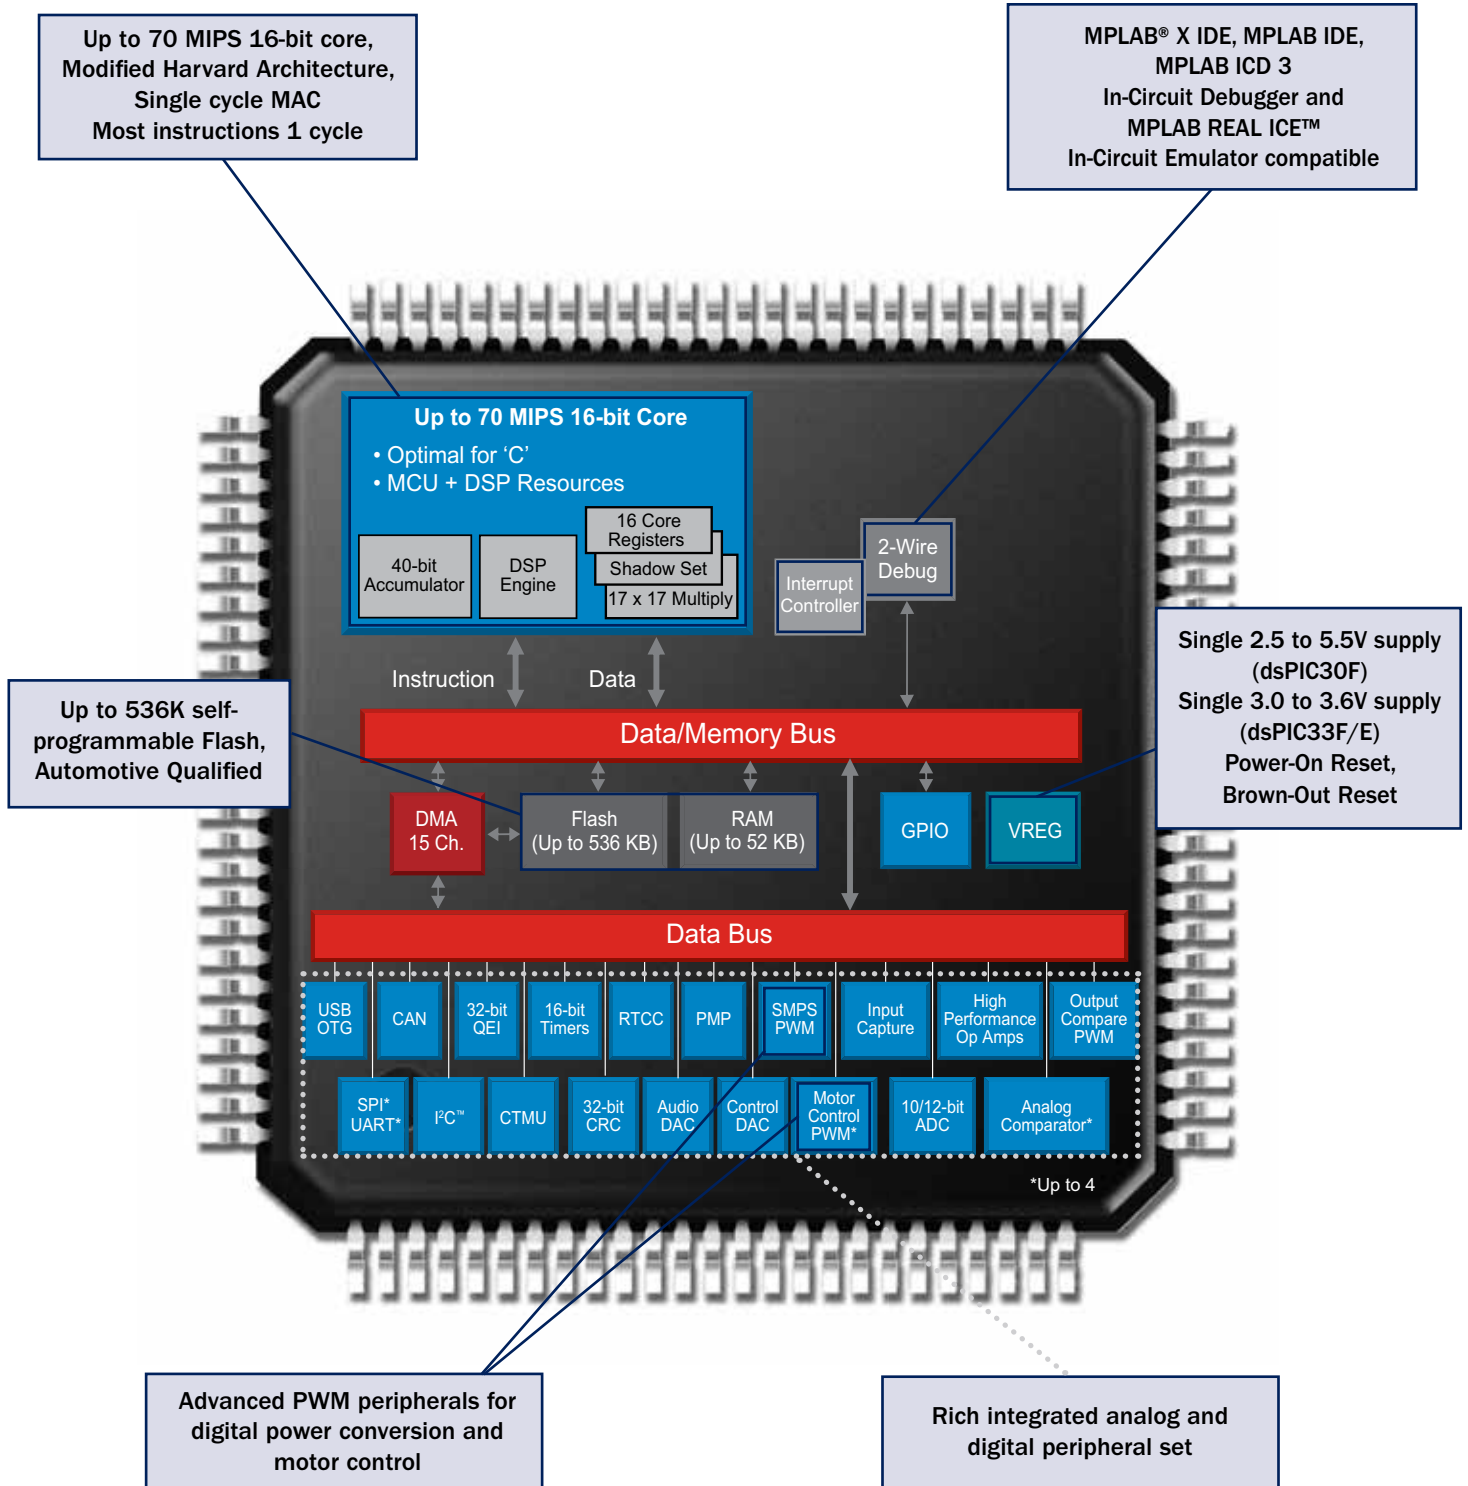 Up to 70 MIPS 16-bit core,
Modified Harvard Architecture,
Single cycle MAC
Most instructions 1 cycle
MPLAB® X IDE, MPLAB IDE,
MPLAB ICD 3
In-Circuit Debugger and
MPLAB REAL ICE™
In-Circuit Emulator compatible
Up to 70 MIPS 16-bit Core
• Optimal for ‘C’
• MCU + DSP Resources
40-bit
Accumulator
DSP
Engine
16 Core
Registers
Shadow Set
17 x 17 Multiply
2-Wire
Debug
Interrupt
Controller
Single 2.5 to 5.5V supply
(dsPIC30F)
Single 3.0 to 3.6V supply
(dsPIC33F/E)
Power-On Reset,
Brown-Out Reset
Instruction
Data
Up to 536K self-
programmable Flash,
Automotive Qualified
Data/Memory Bus
DMA
15 Ch.
Flash
(Up to 536 KB)
RAM
(Up to 52 KB)
GPIO
VREG
Data Bus
USB
OTG
CAN
32-bit
QEI
16-bit
Timers
RTCC
PMP
SMPS
PWM
Input
Capture
High
Performance
Op Amps
Output
Compare
PWM
SPI*
UART*
I²C™
CTMU
32-bit
CRC
Audio
DAC
Control
DAC
Motor
Control
PWM*
10/12-bit
ADC
Analog
Comparator*
*Up to 4
Advanced PWM peripherals for
digital power conversion and
motor control
Rich integrated analog and
digital peripheral set